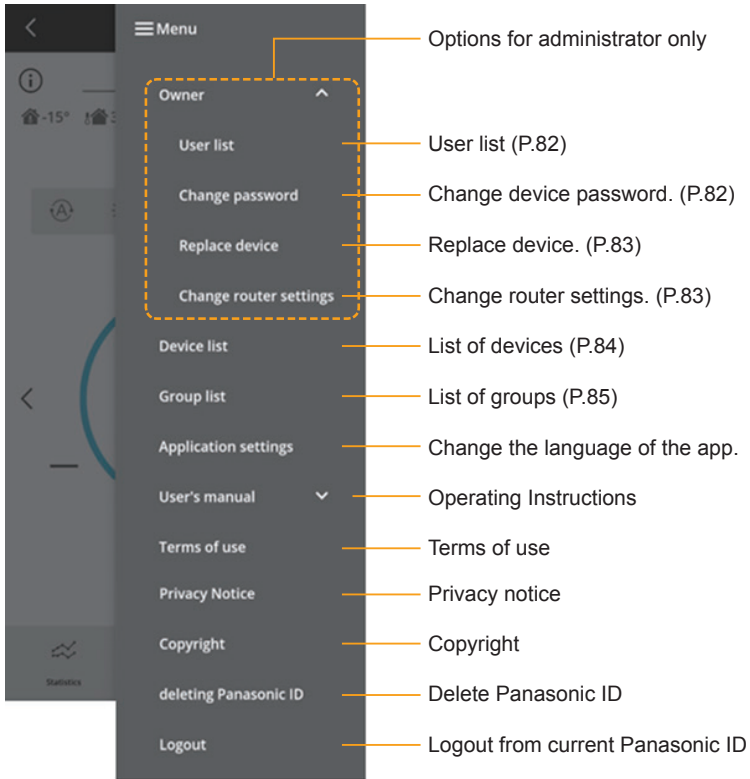 Menu
Options for administrator only
Owner
User list
User list (P.82)
Change password
Change device password. (P.82)
Replace device
Replace device. (P.83)
Change router settings
Change router settings. (P.83)
Device list
List of devices (P.84)
Group list
List of groups (P.85)
Application settings
Change the language of the app.
User's manual
Operating Instructions
Terms of use
Terms of use
Privacy Notice
Privacy notice
Copyright
Copyright
deleting Panasonic ID
Delete Panasonic ID
Logout
Logout from current Panasonic ID
-15°
A
Statistics